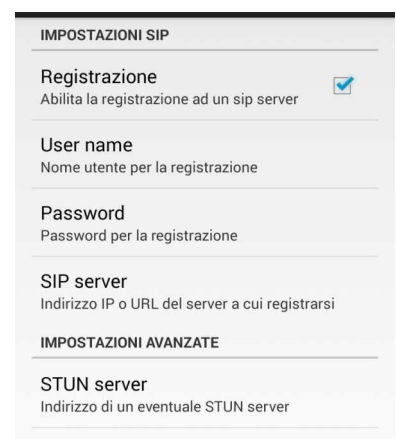 IMPOSTAZIONI SIP
Registrazione
Abilita la registrazione ad un sip server
User name
Nome utente per la registrazione
Password
Password per la registrazione
SIP server
Indirizzo IP o URL del server a cui registrarsi
IMPOSTAZIONI AVANZATE
STUN server
Indirizzo di un eventuale STUN server